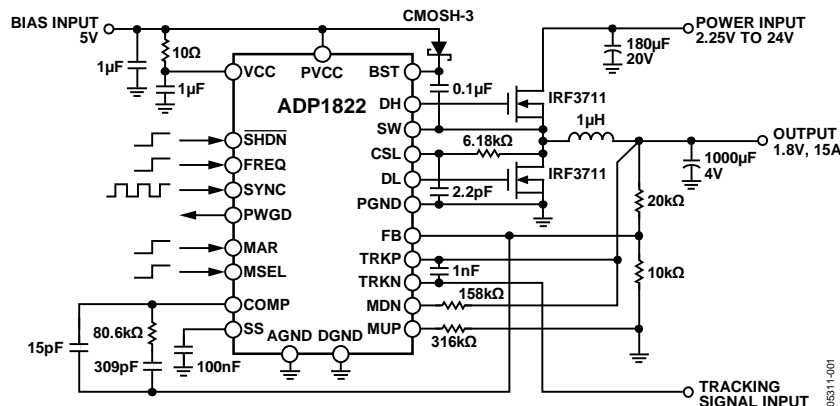 BIAS INPUT
5V
CMOSH-3
POWER INPUT
2.25V TO 24V
10Ω
180µF
20V
1µF
1µF
VCC
PVCC
BST
0.1µF
ADP1822
DH
IRF3711
SW
1µH
SHDN
CSL
6.18kΩ
OUTPUT
1.8V, 15A
FREQ
DL
IRF3711
1000µF
4V
SYNC
2.2pF
PGND
20kΩ
PWGD
FB
MAR
TRKP
1nF
MSEL
TRKN
10kΩ
158kΩ
COMP
MDN
80.6kΩ
SS
AGND
DGND
MUP
316kΩ
15pF
309pF
100nF
TRACKING
SIGNAL INPUT
05311-001